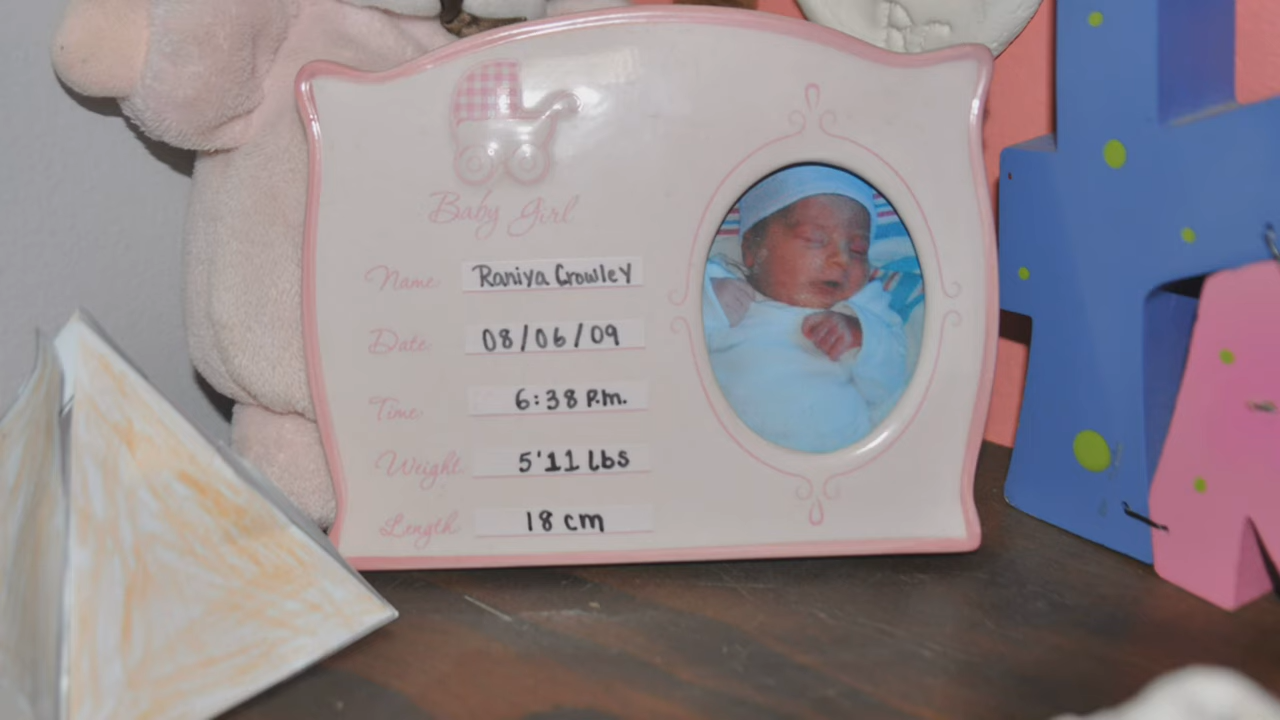 Baby Girl
Name: Raniya Crowley
Date: 08/06/09
Time: 6:38 P.m.
Weight: 5'11 lbs
Length: 18 cm